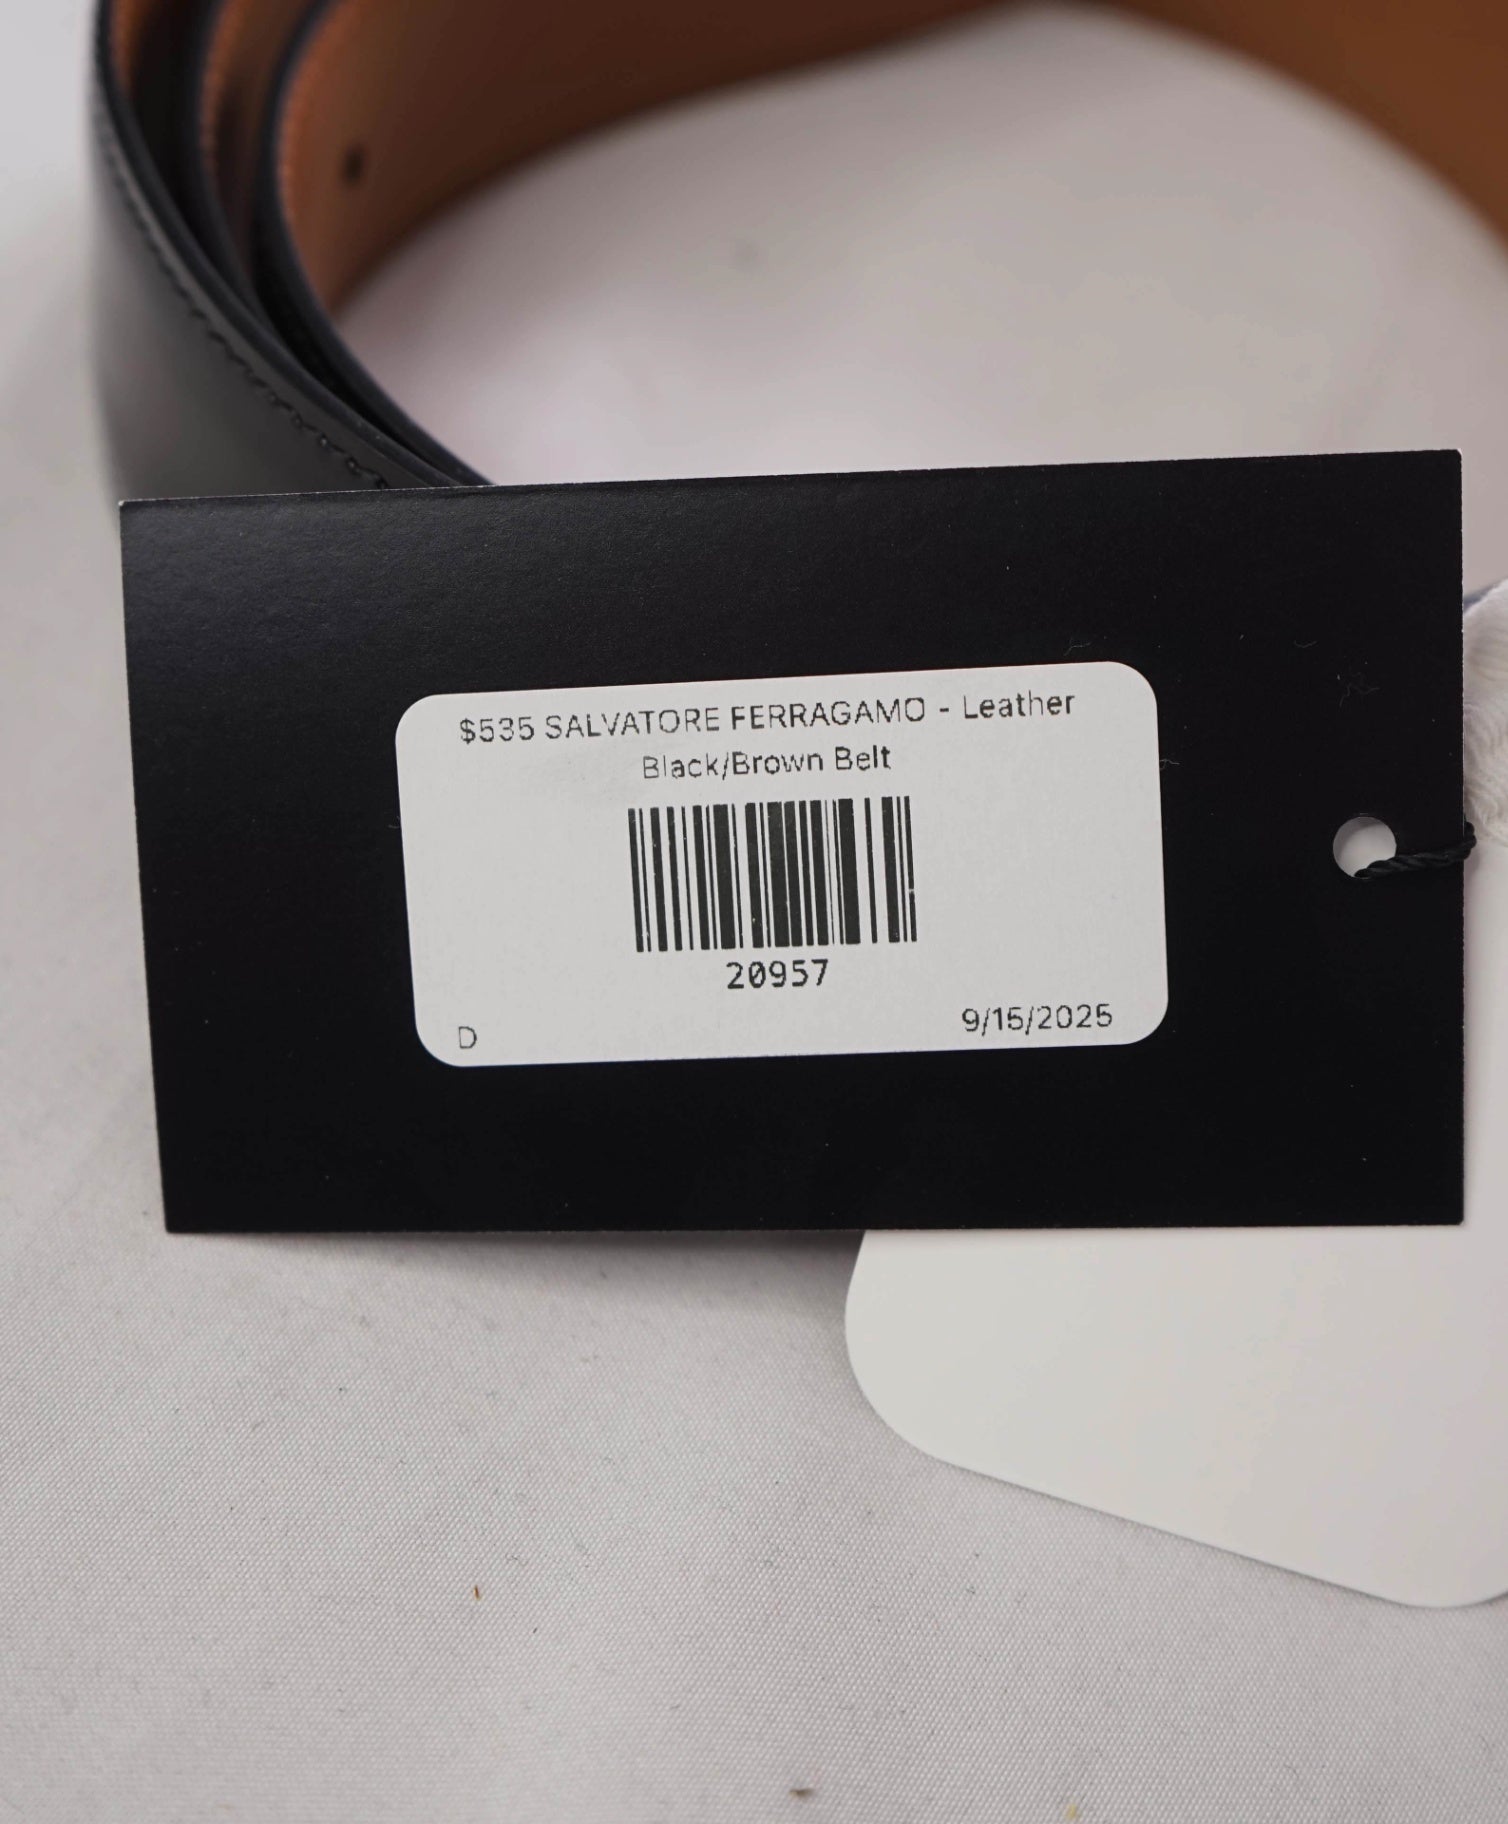 $535 SALVATORE FERRAGAMO - Leather
Black/Brown Belt
20957
D
9/15/2025